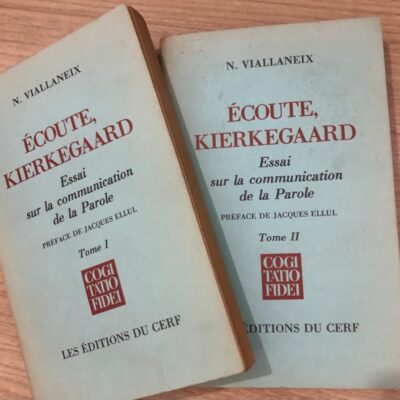 N. VIALLANEIX
ÉCOUTE,
KIERKEGAARD
Essai
sur la communication
de la Parole
PRÉFACE DE JACQUES ELLUL
Tome I
COGI
TATIO
FIDEI
LES ÉDITIONS DU CERF
N. VIALLANEIX
ÉCOUTE,
KIERKEGAARD
Essai
sur la communication
de la Parole
PRÉFACE DE JACQUES ELLUL
Tome II
COGI
TATIO
FIDEI
ÉDITIONS DU CERF